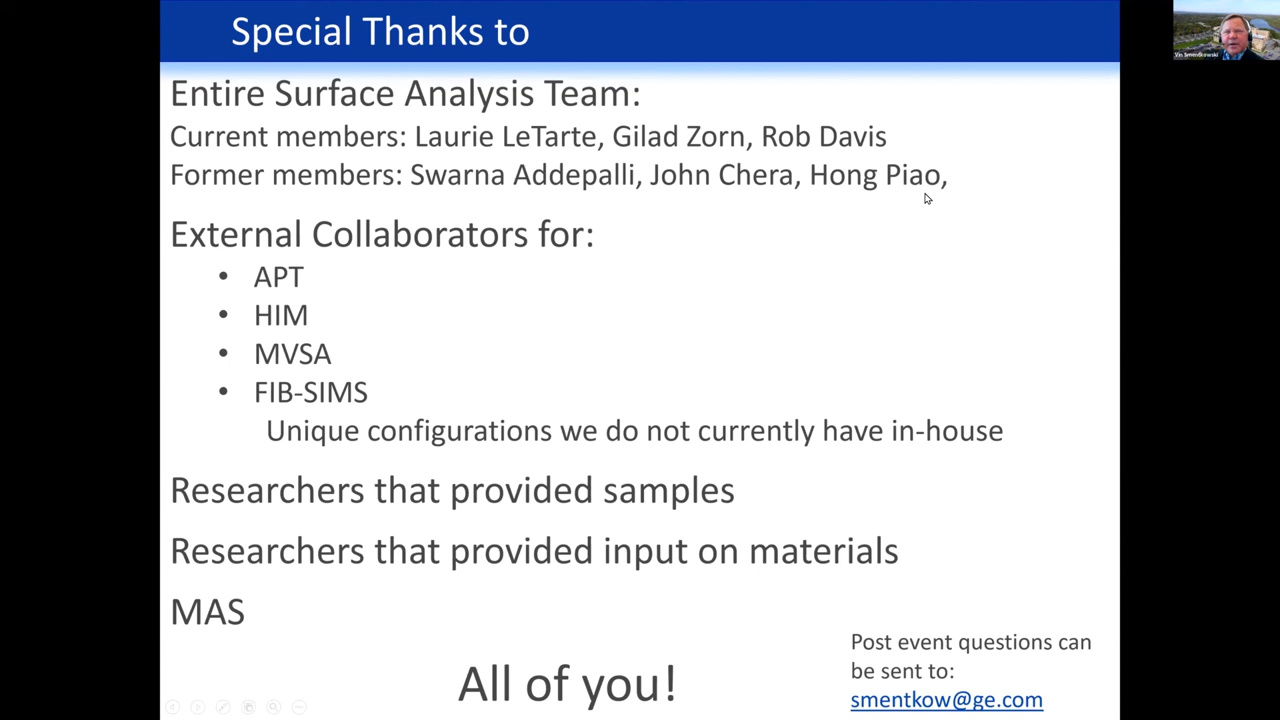 Special Thanks to
Vin Smentkowski
Entire Surface Analysis Team:
Current members: Laurie LeTarte, Gilad Zorn, Rob Davis
Former members: Swarna Addepalli, John Chera, Hong Piao,
External Collaborators for:
• APT
• HIM
• MVSA
• FIB-SIMS
Unique configurations we do not currently have in-house
Researchers that provided samples
Researchers that provided input on materials
MAS
All of you!
Post event questions can
be sent to:
smentkow@ge.com